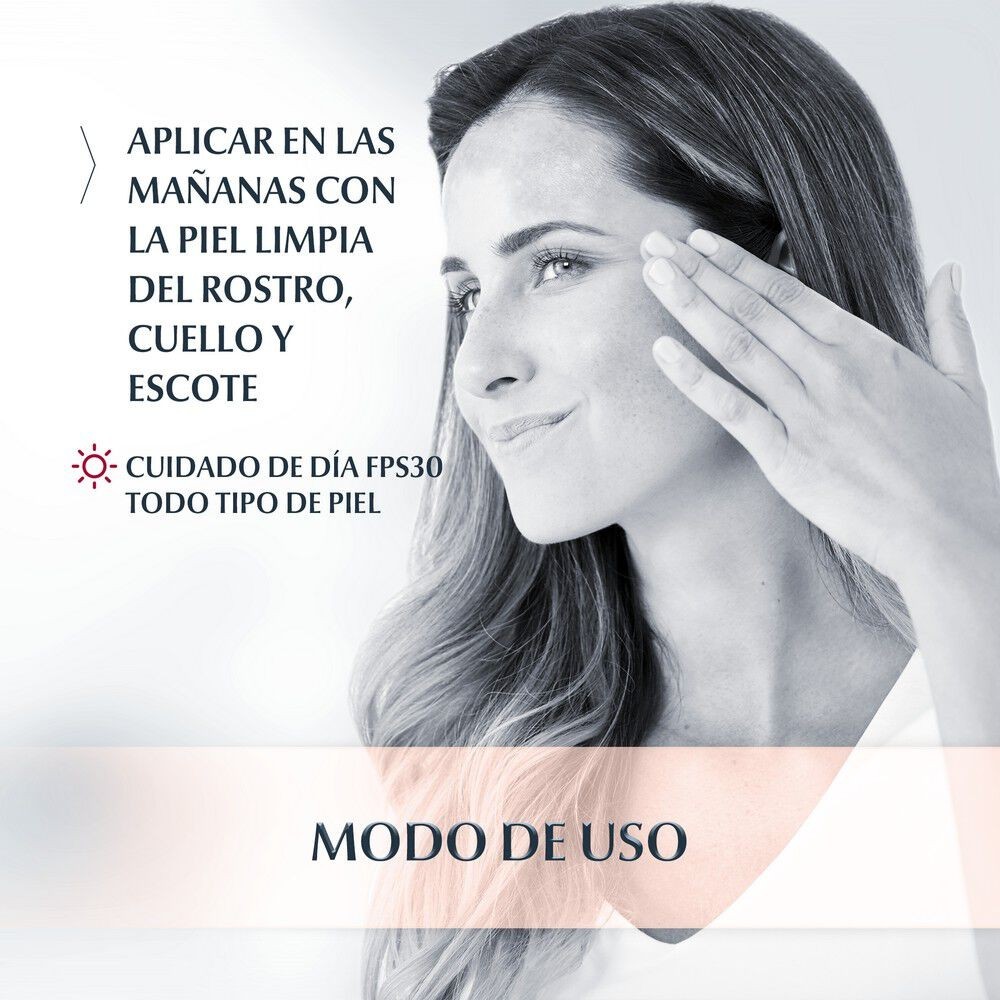 APLICAR EN LAS
MAÑANAS CON
LA PIEL LIMPIA
DEL ROSTRO,
CUELLO Y
ESCOTE
CUIDADO DE DÍA FPS30
TODO TIPO DE PIEL
MODO DE USO